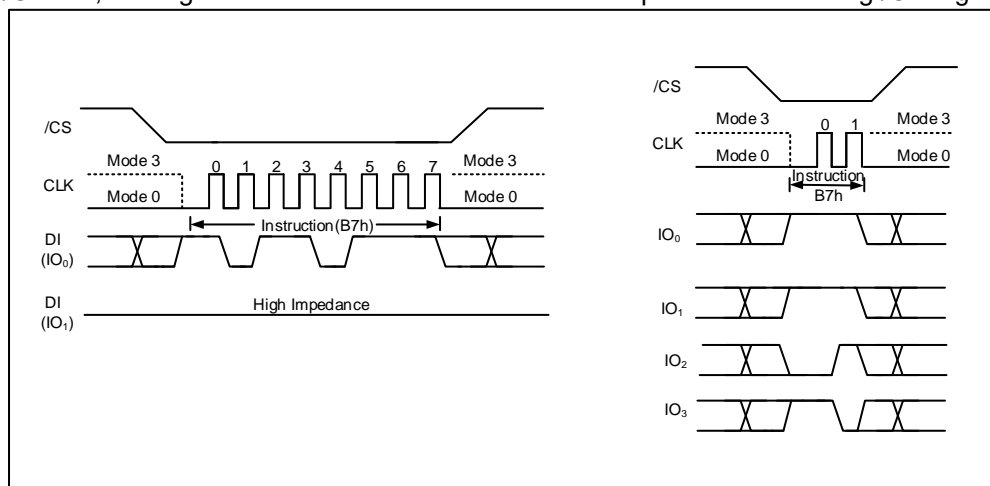 /CS
Mode 3
0 1 2 3 4 5 6 7
Mode 3
CLK
Mode 0
Mode 0
Instruction(B7h)
DI
(IO₀)
DI
(IO₁)
High Impedance
/CS
Mode 3
0 1
Mode 3
CLK
Mode 0
Mode 0
Instruction
B7h
IO₀
IO₁
IO₂
IO₃